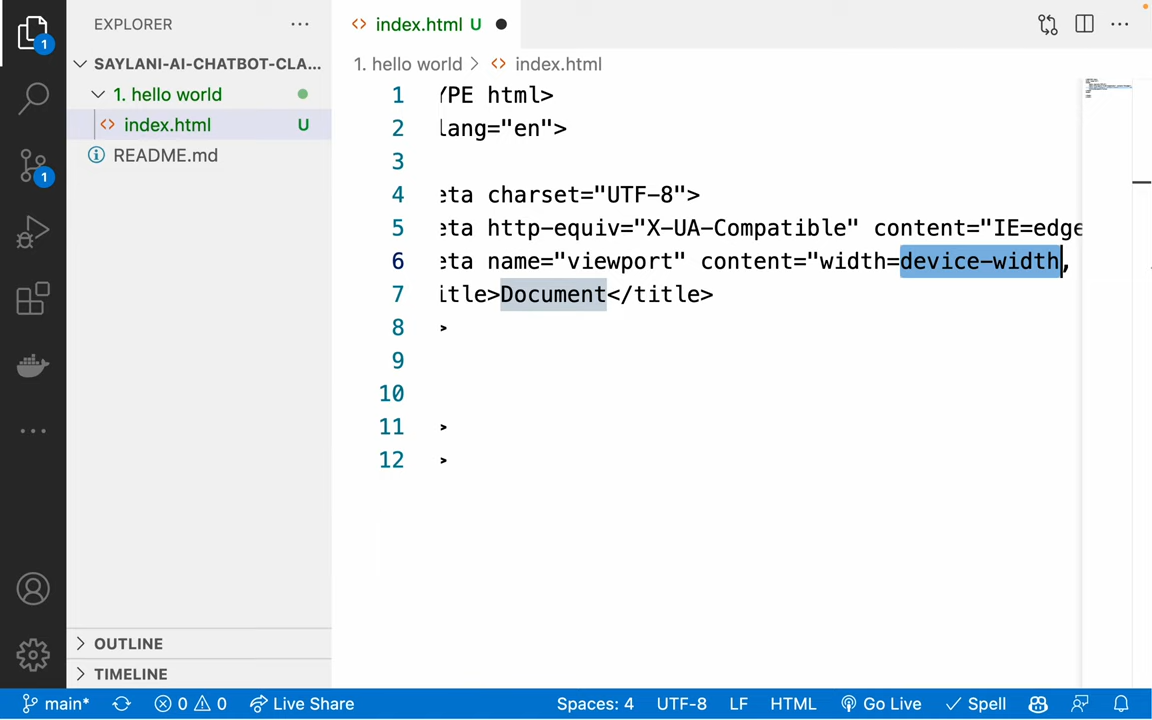 EXPLORER
SAYLANI-AI-CHATBOT-CLA...
1. hello world
index.html U
README.md
OUTLINE
TIMELINE
1
1
index.html U
1. hello world > index.html
1 YPE html>
2 lang="en">
3
4 eta charset="UTF-8">
5 eta http-equiv="X-UA-Compatible" content="IE=edge
6 eta name="viewport" content="width=device-width,
7 itle>Document</title>
8 >
9
10
11 >
12 >
main* 0 0 Live Share Spaces: 4 UTF-8 LF HTML Go Live Spell